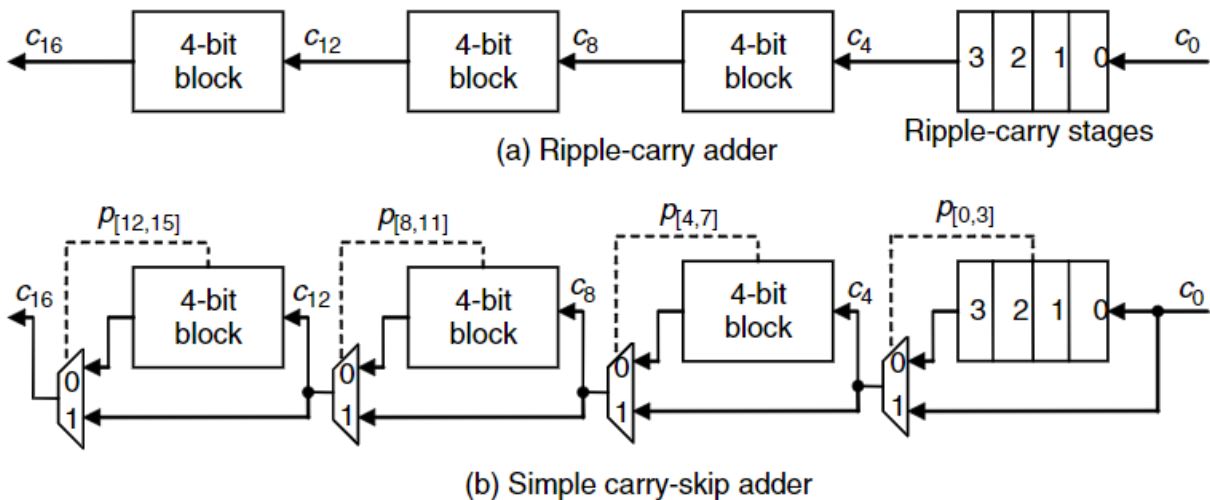 c16 4-bit block c12 4-bit block c8 4-bit block c4 3 2 1 0 c0
Ripple-carry stages
(a) Ripple-carry adder
p[12,15] p[8,11] p[4,7] p[0,3]
c16 4-bit block c12 4-bit block c8 4-bit block c4 3 2 1 0 c0
0 0 0 0
1 1 1 1
(b) Simple carry-skip adder